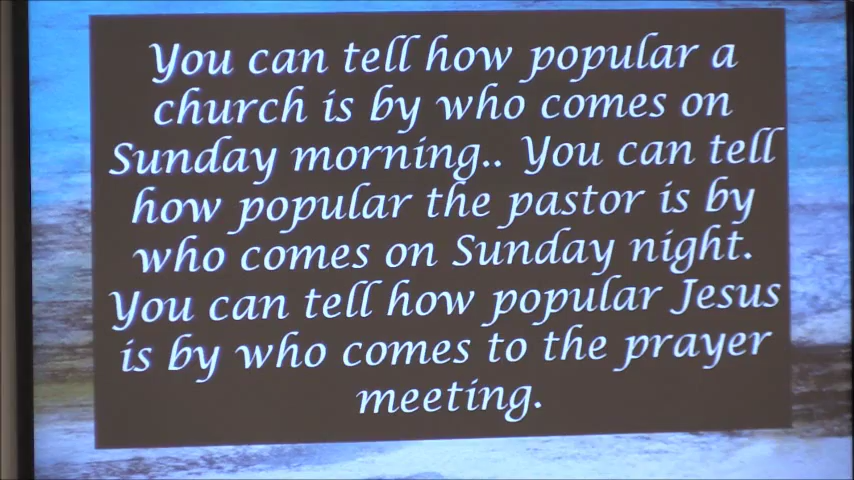 You can tell how popular a
church is by who comes on
Sunday morning.. You can tell
how popular the pastor is by
who comes on Sunday night.
You can tell how popular Jesus
is by who comes to the prayer
meeting.